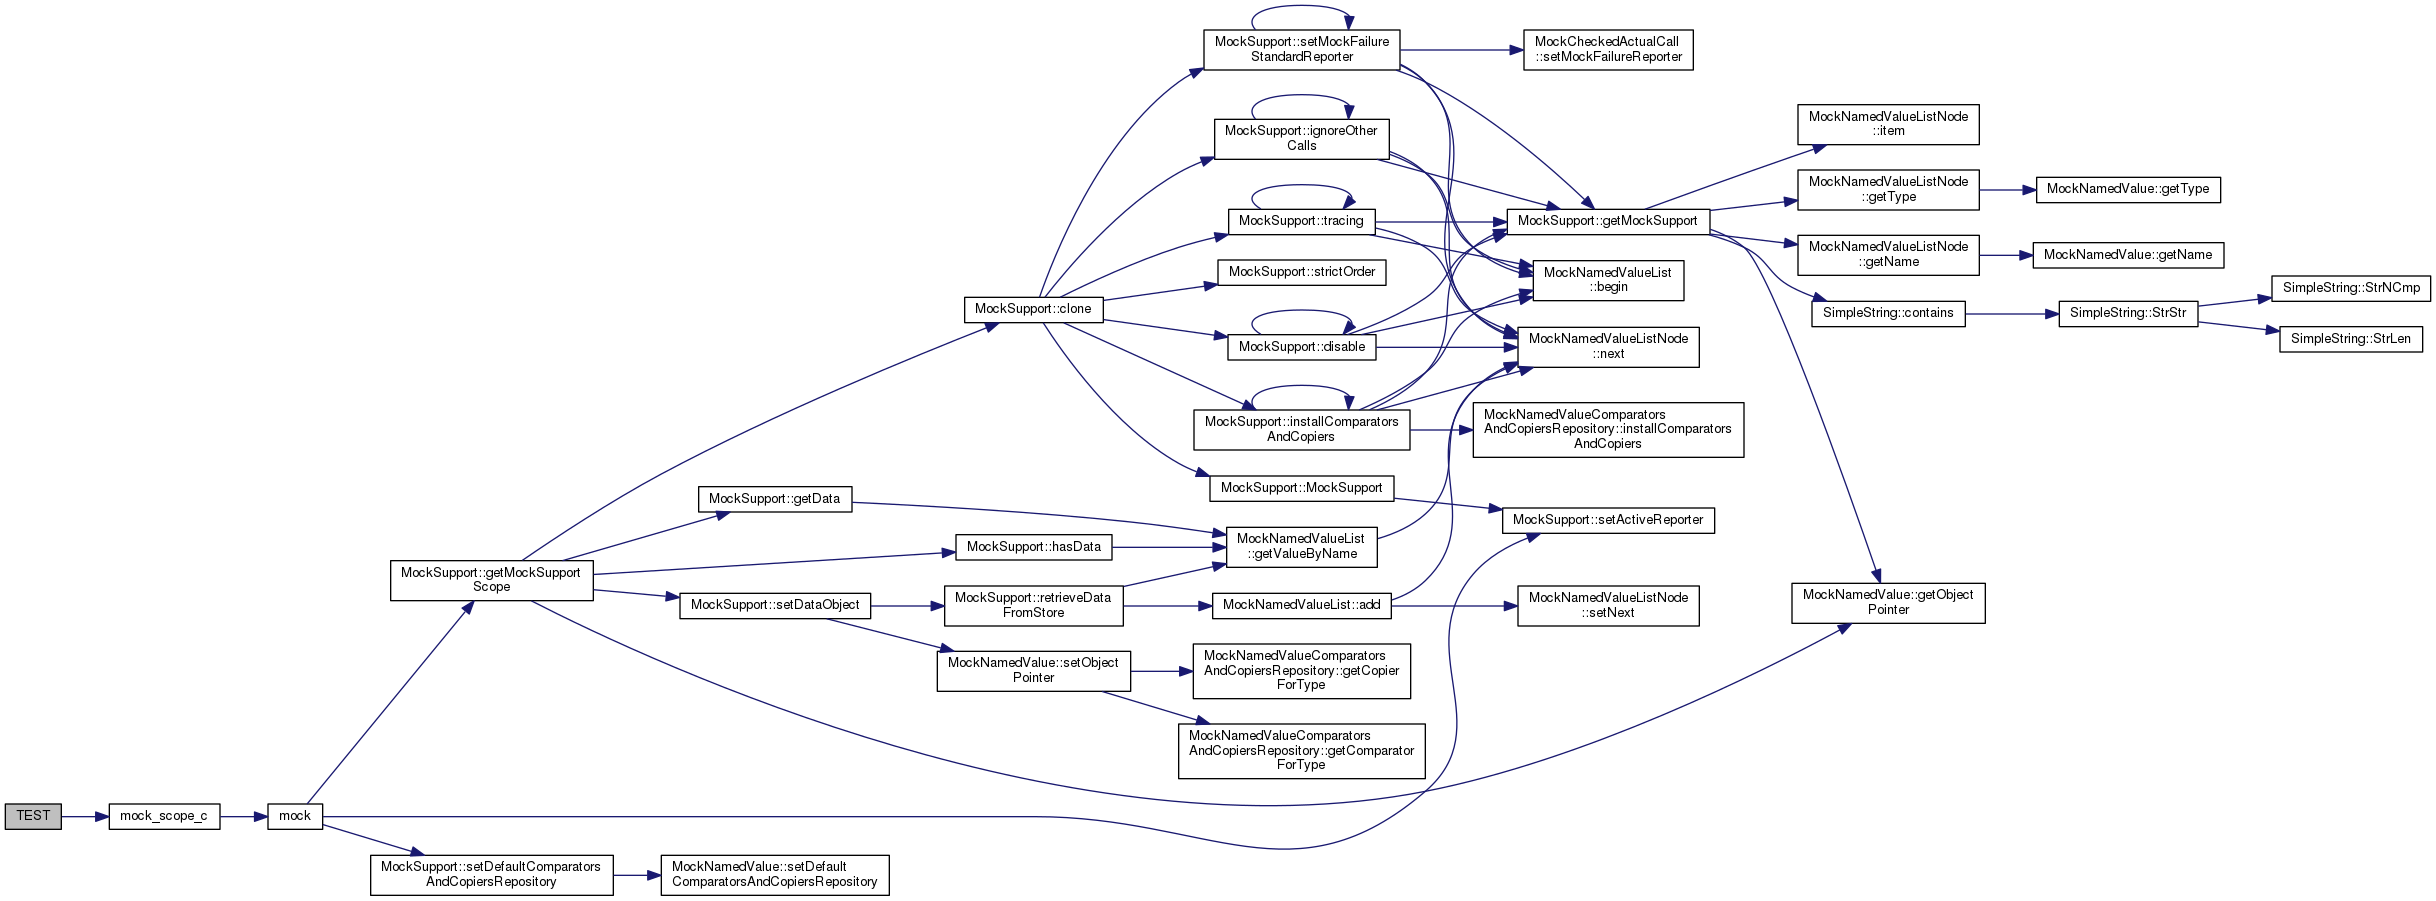 TEST
mock_scope_c
mock
MockSupport::getMockSupport
Scope
MockSupport::setDefaultComparators
AndCopiersRepository
MockNamedValue::setDefault
ComparatorsAndCopiersRepository
MockSupport::getData
MockSupport::setDataObject
MockSupport::clone
MockSupport::hasData
MockSupport::retrieveData
FromStore
MockNamedValue::setObject
Pointer
MockSupport::setMockFailure
StandardReporter
MockSupport::ignoreOther
Calls
MockSupport::tracing
MockSupport::strictOrder
MockSupport::disable
MockSupport::installComparators
AndCopiers
MockSupport::MockSupport
MockNamedValueList
::getValueByName
MockNamedValueList::add
MockNamedValueComparators
AndCopiersRepository::getCopier
ForType
MockNamedValueComparators
AndCopiersRepository::getComparator
ForType
MockCheckedActualCall
::setMockFailureReporter
MockSupport::getMockSupport
MockNamedValueList
::begin
MockNamedValueListNode
::next
MockNamedValueComparators
AndCopiersRepository::installComparators
AndCopiers
MockSupport::setActiveReporter
MockNamedValueListNode
::setNext
MockNamedValueListNode
::item
MockNamedValueListNode
::getType
MockNamedValueListNode
::getName
SimpleString::contains
MockNamedValue::getObject
Pointer
MockNamedValue::getType
MockNamedValue::getName
SimpleString::StrStr
SimpleString::StrNCmp
SimpleString::StrLen